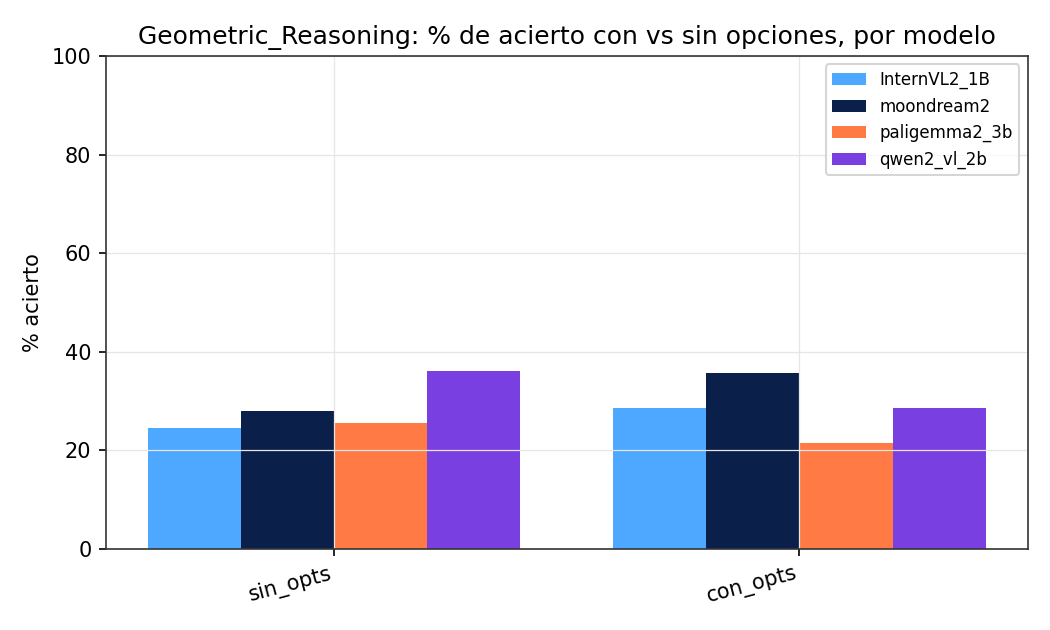 Geometric_Reasoning: % de acierto con vs sin opciones, por modelo
100
80
60
40
20
0
% acierto
InternVL2_1B
moondream2
paligemma2_3b
qwen2_vl_2b
sin_opts
con_opts